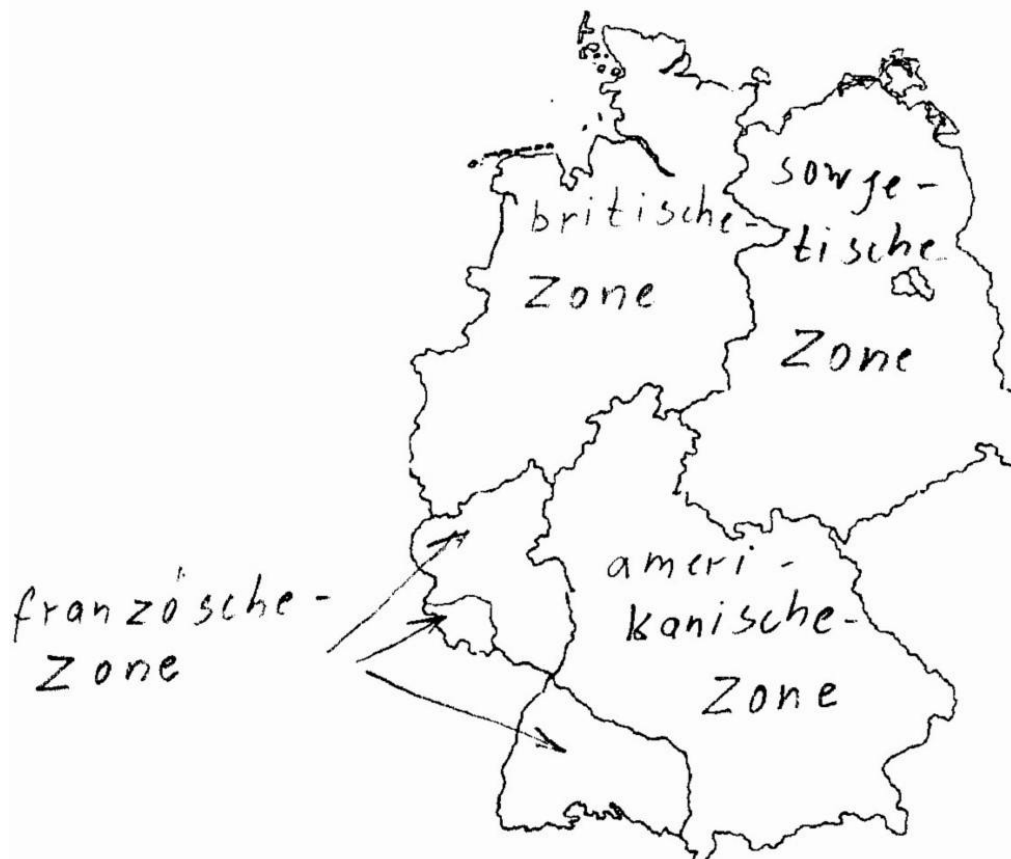 britische-
Zone
sowje-
tische
Zone
französche-
Zone
ameri-
kanische-
Zone